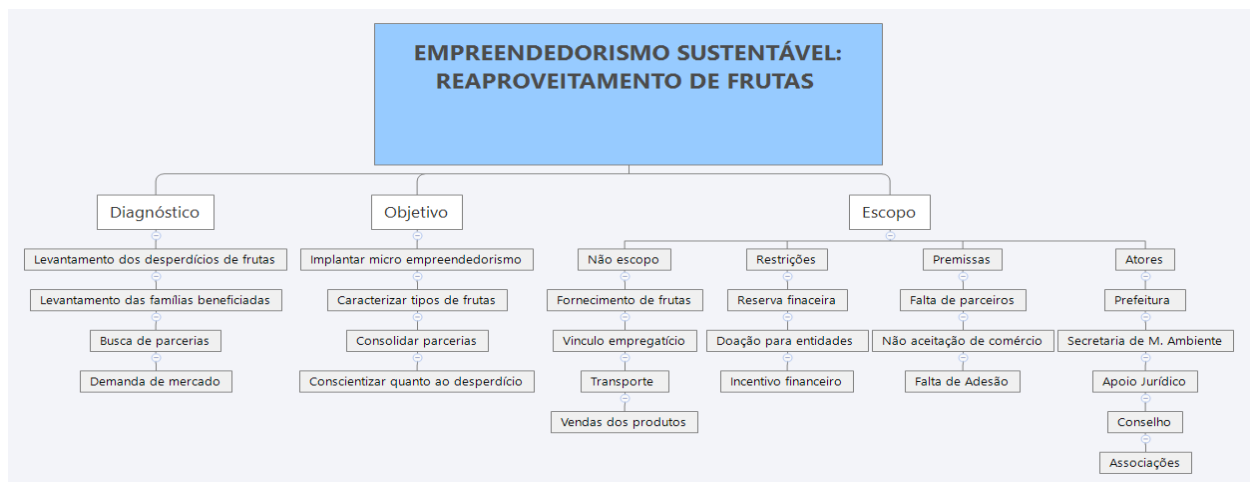 EMPREENDEDORISMO SUSTENTÁVEL:
REAPROVEITAMENTO DE FRUTAS
Diagnóstico
Levantamento dos desperdícios de frutas
Levantamento das famílias beneficiadas
Busca de parcerias
Demanda de mercado
Objetivo
Implantar micro empreendedorismo
Caracterizar tipos de frutas
Consolidar parcerias
Conscientizar quanto ao desperdício
Escopo
Não escopo
Fornecimento de frutas
Vinculo empregatício
Transporte
Vendas dos produtos
Restrições
Reserva finaceira
Doação para entidades
Incentivo financeiro
Premissas
Falta de parceiros
Não aceitação de comércio
Falta de Adesão
Atores
Prefeitura
Secretaria de M. Ambiente
Apoio Jurídico
Conselho
Associações